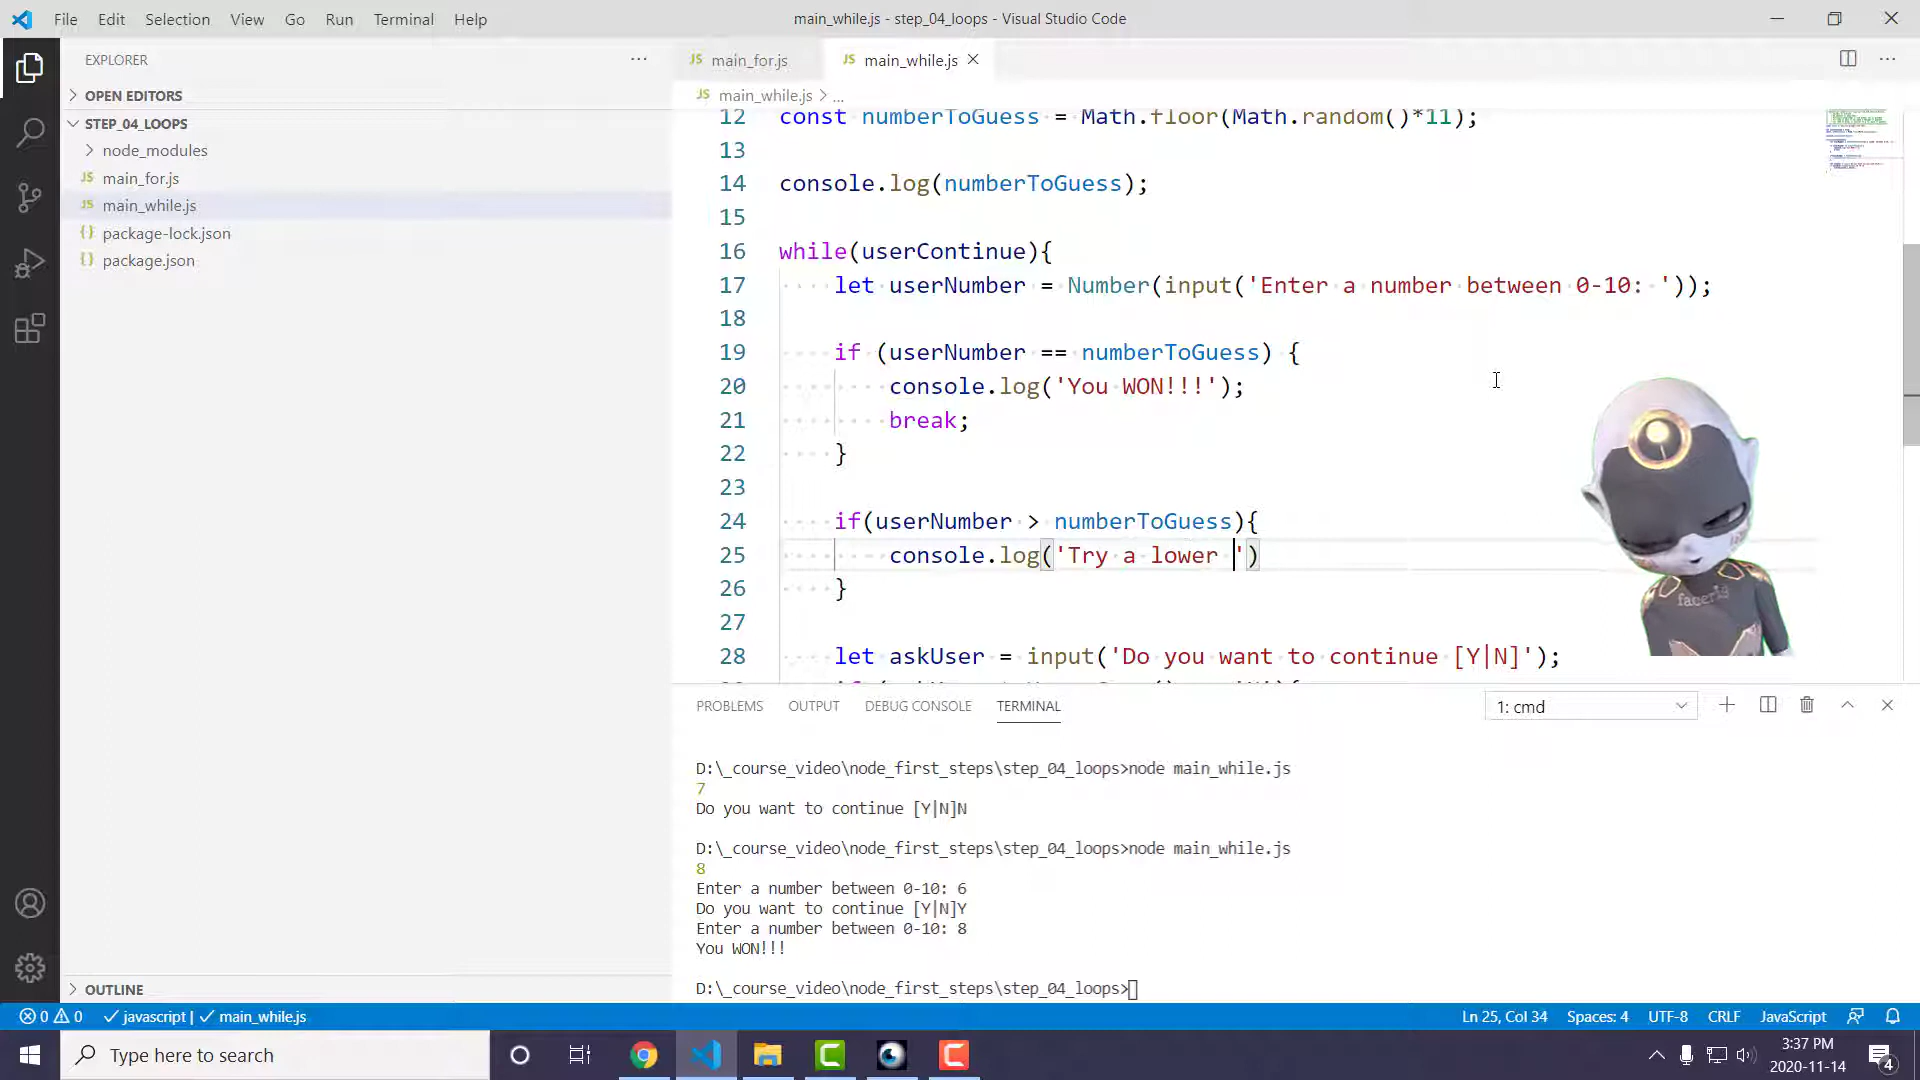 File Edit Selection View Go Run Terminal Help
main_while.js - step_04_loops - Visual Studio Code
EXPLORER
OPEN EDITORS
STEP_04_LOOPS
node_modules
JS main_for.js
JS main_while.js
{} package-lock.json
{} package.json
OUTLINE
JS main_for.js
JS main_while.js
JS main_while.js > ...
12 const numberToGuess = Math.floor(Math.random()*11);
13
14 console.log(numberToGuess);
15
16 while(userContinue){
17 let userNumber = Number(input('Enter a number between 0-10: '));
18
19 if (userNumber == numberToGuess) {
20 console.log('You WON!!!');
21 break;
22 }
23
24 if(userNumber > numberToGuess){
25 console.log('Try a lower ')
26 }
27
28 let askUser = input('Do you want to continue [Y|N]');
facerig
PROBLEMS OUTPUT DEBUG CONSOLE TERMINAL
1: cmd
D:\_course_video\node_first_steps\step_04_loops>node main_while.js
7
Do you want to continue [Y|N]N
D:\_course_video\node_first_steps\step_04_loops>node main_while.js
8
Enter a number between 0-10: 6
Do you want to continue [Y|N]Y
Enter a number between 0-10: 8
You WON!!!
D:\_course_video\node_first_steps\step_04_loops>
0 0 javascript | main_while.js
Ln 25, Col 34 Spaces: 4 UTF-8 CRLF JavaScript
Type here to search
3:37 PM
2020-11-14
4